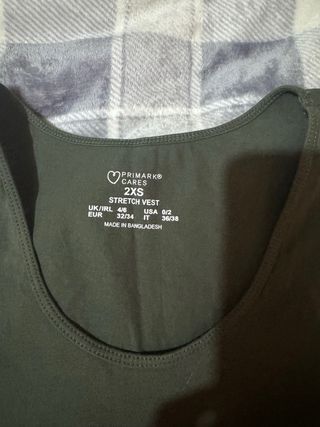 PRIMARK®
CARES
2XS
STRETCH VEST
UK/IRL 4/6 USA 0/2
EUR 32/34 IT 36/38
MADE IN BANGLADESH